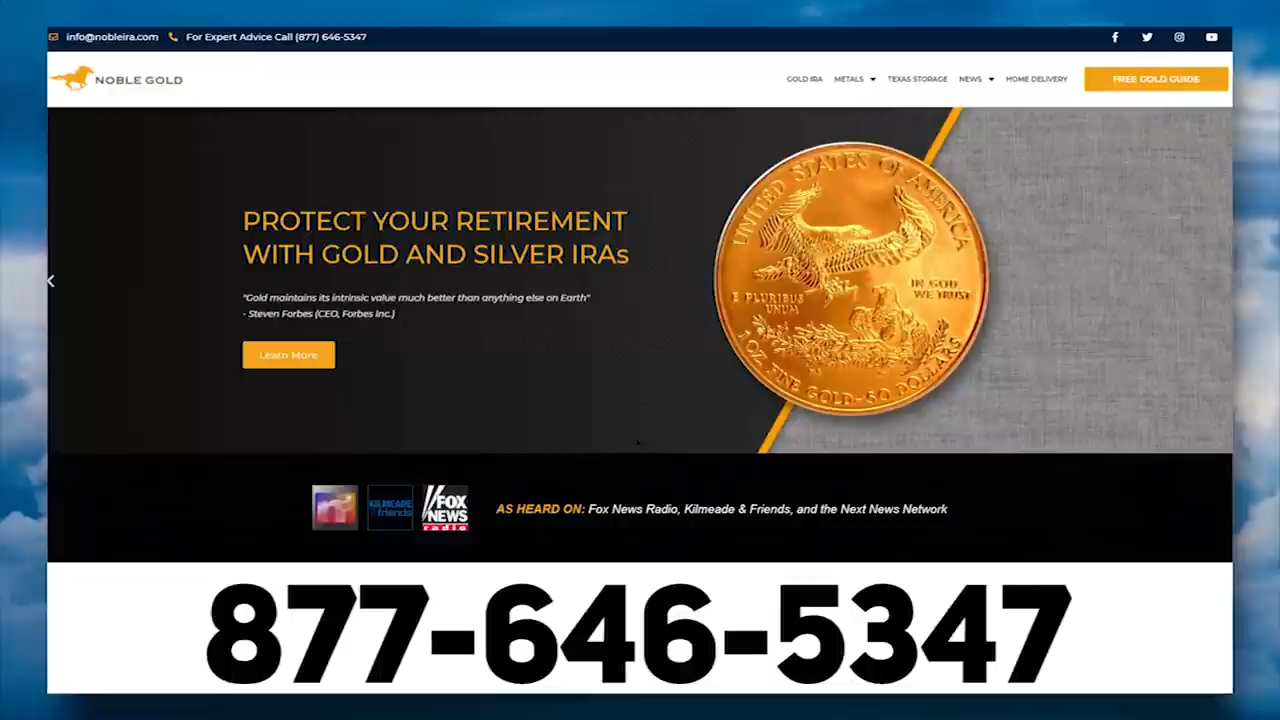 info@nobleira.com For Expert Advice Call (877) 646-5347
NOBLE GOLD
GOLD IRA METALS TEXAS STORAGE NEWS HOME DELIVERY FREE GOLD GUIDE
PROTECT YOUR RETIREMENT
WITH GOLD AND SILVER IRAs
"Gold maintains its intrinsic value much better than anything else on Earth"
- Steven Forbes (CEO, Forbes Inc.)
Learn More
UNITED STATES OF AMERICA
IN GOD
WE TRUST
E PLURIBUS
UNUM
1 OZ. FINE GOLD-50 DOLLARS
KILMEADE
friends
FOX
NEWS
radio
AS HEARD ON: Fox News Radio, Kilmeade & Friends, and the Next News Network
877-646-5347